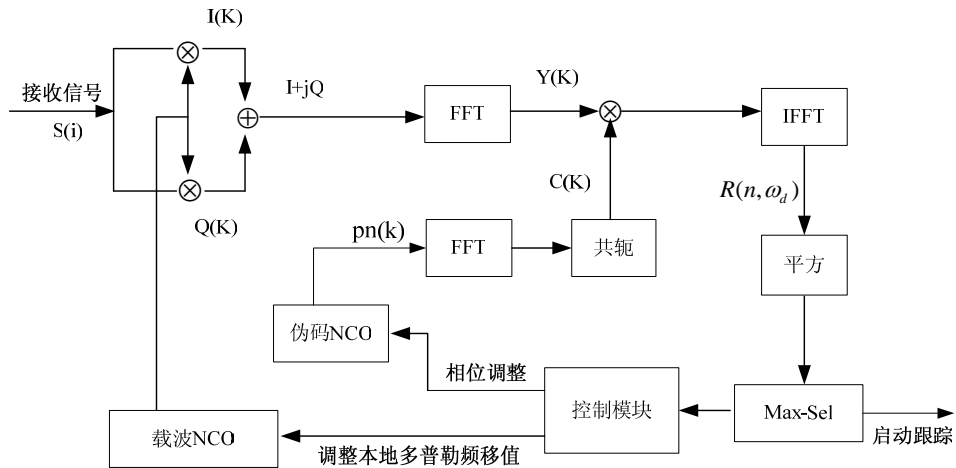 I(K)
接收信号
S(i)
I+jQ
Q(K)
FFT
Y(K)
IFFT
C(K)
R(n,ω_d)
pn(k)
FFT
共轭
平方
伪码NCO
相位调整
控制模块
Max-Sel
启动跟踪
载波NCO
调整本地多普勒频移值